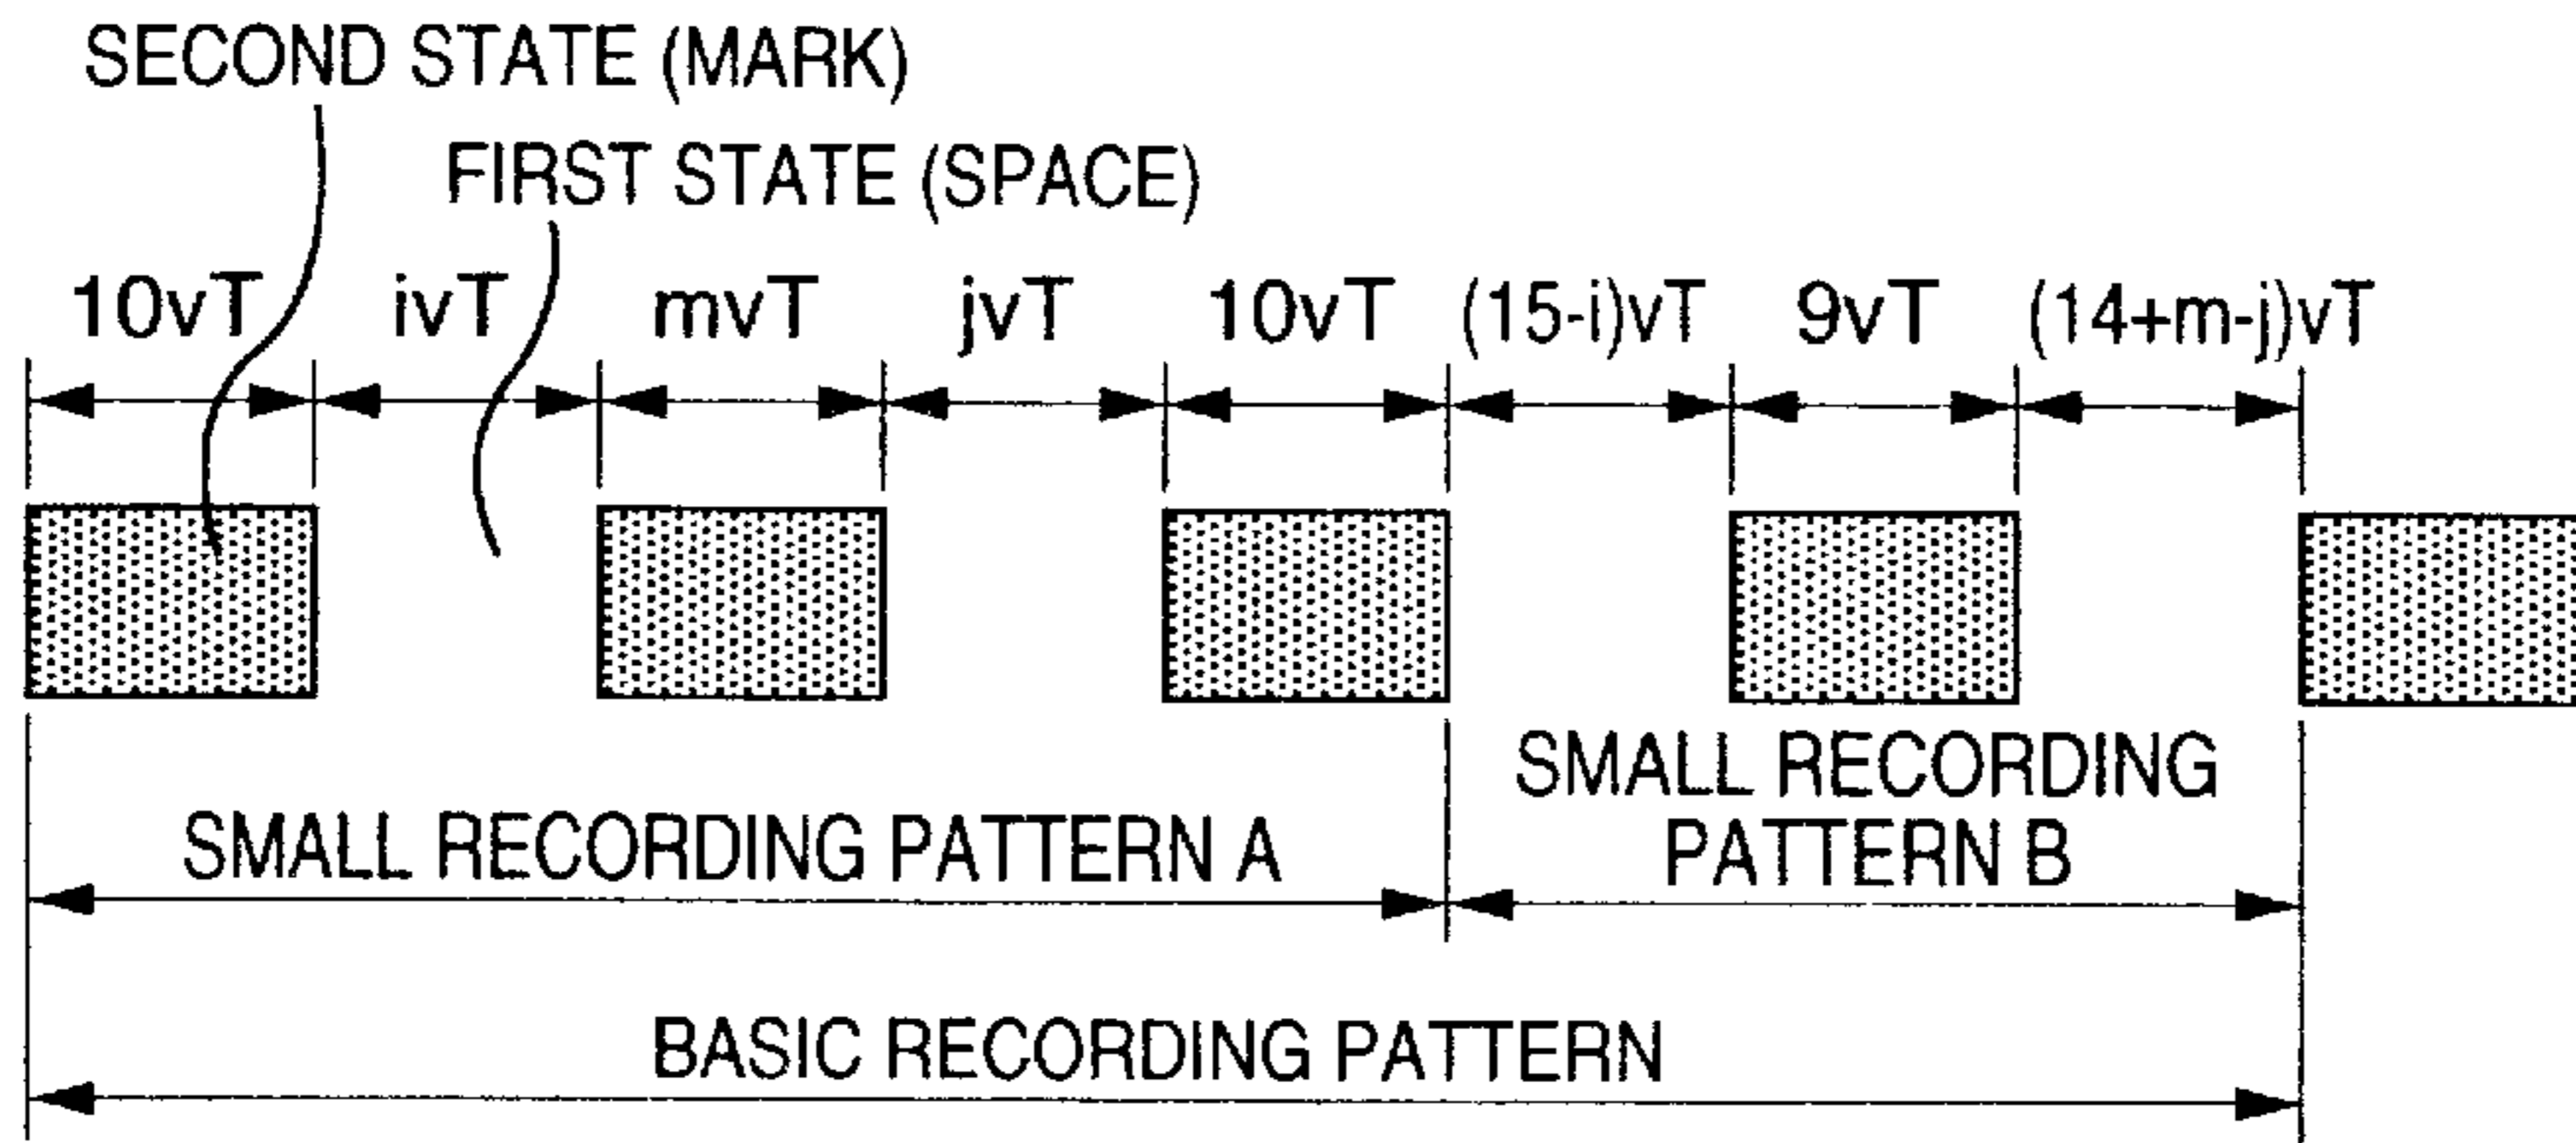 SECOND STATE (MARK)
FIRST STATE (SPACE)
10vT ivT mvT jvT 10vT (15-i)vT 9vT (14+m-j)vT
SMALL RECORDING PATTERN A
SMALL RECORDING
PATTERN B
BASIC RECORDING PATTERN